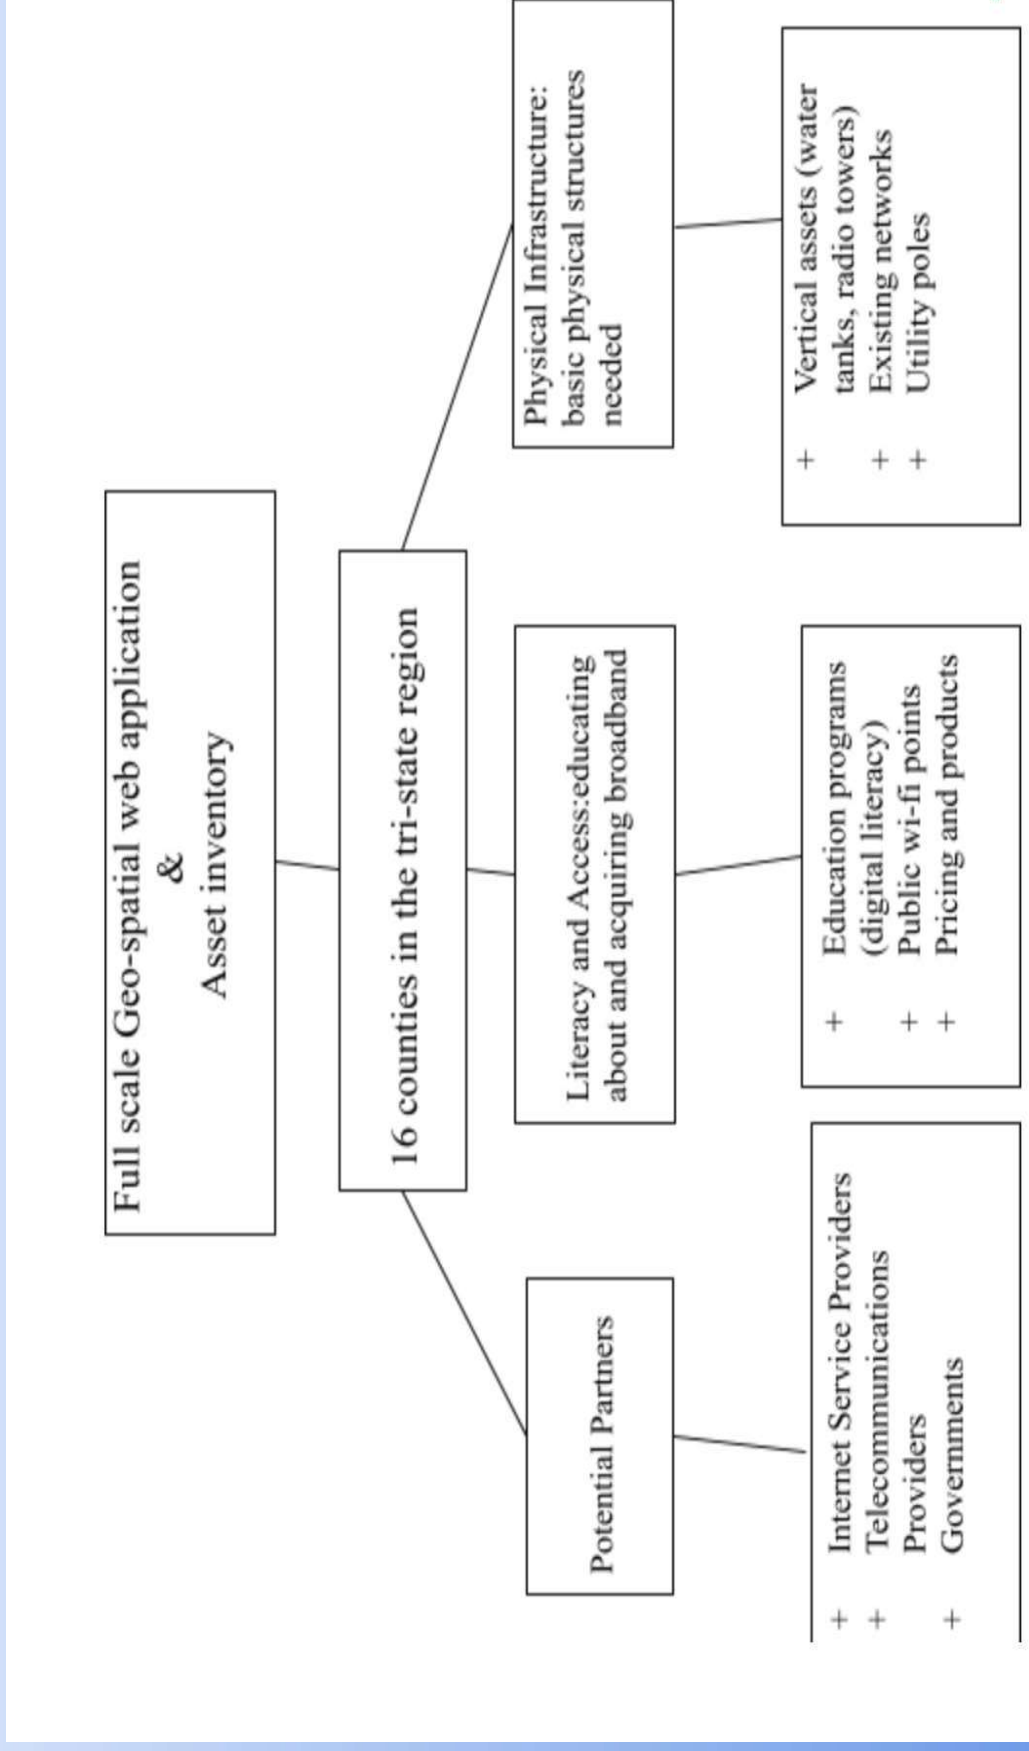 Full scale Geo-spatial web application
&
Asset inventory
16 counties in the tri-state region
Potential Partners
Literacy and Access:educating
about and acquiring broadband
Physical Infrastructure:
basic physical structures
needed
+ Internet Service Providers
+ Telecommunications
Providers
+ Governments
+ Education programs
(digital literacy)
+ Public wi-fi points
+ Pricing and products
+ Vertical assets (water
tanks, radio towers)
+ Existing networks
+ Utility poles